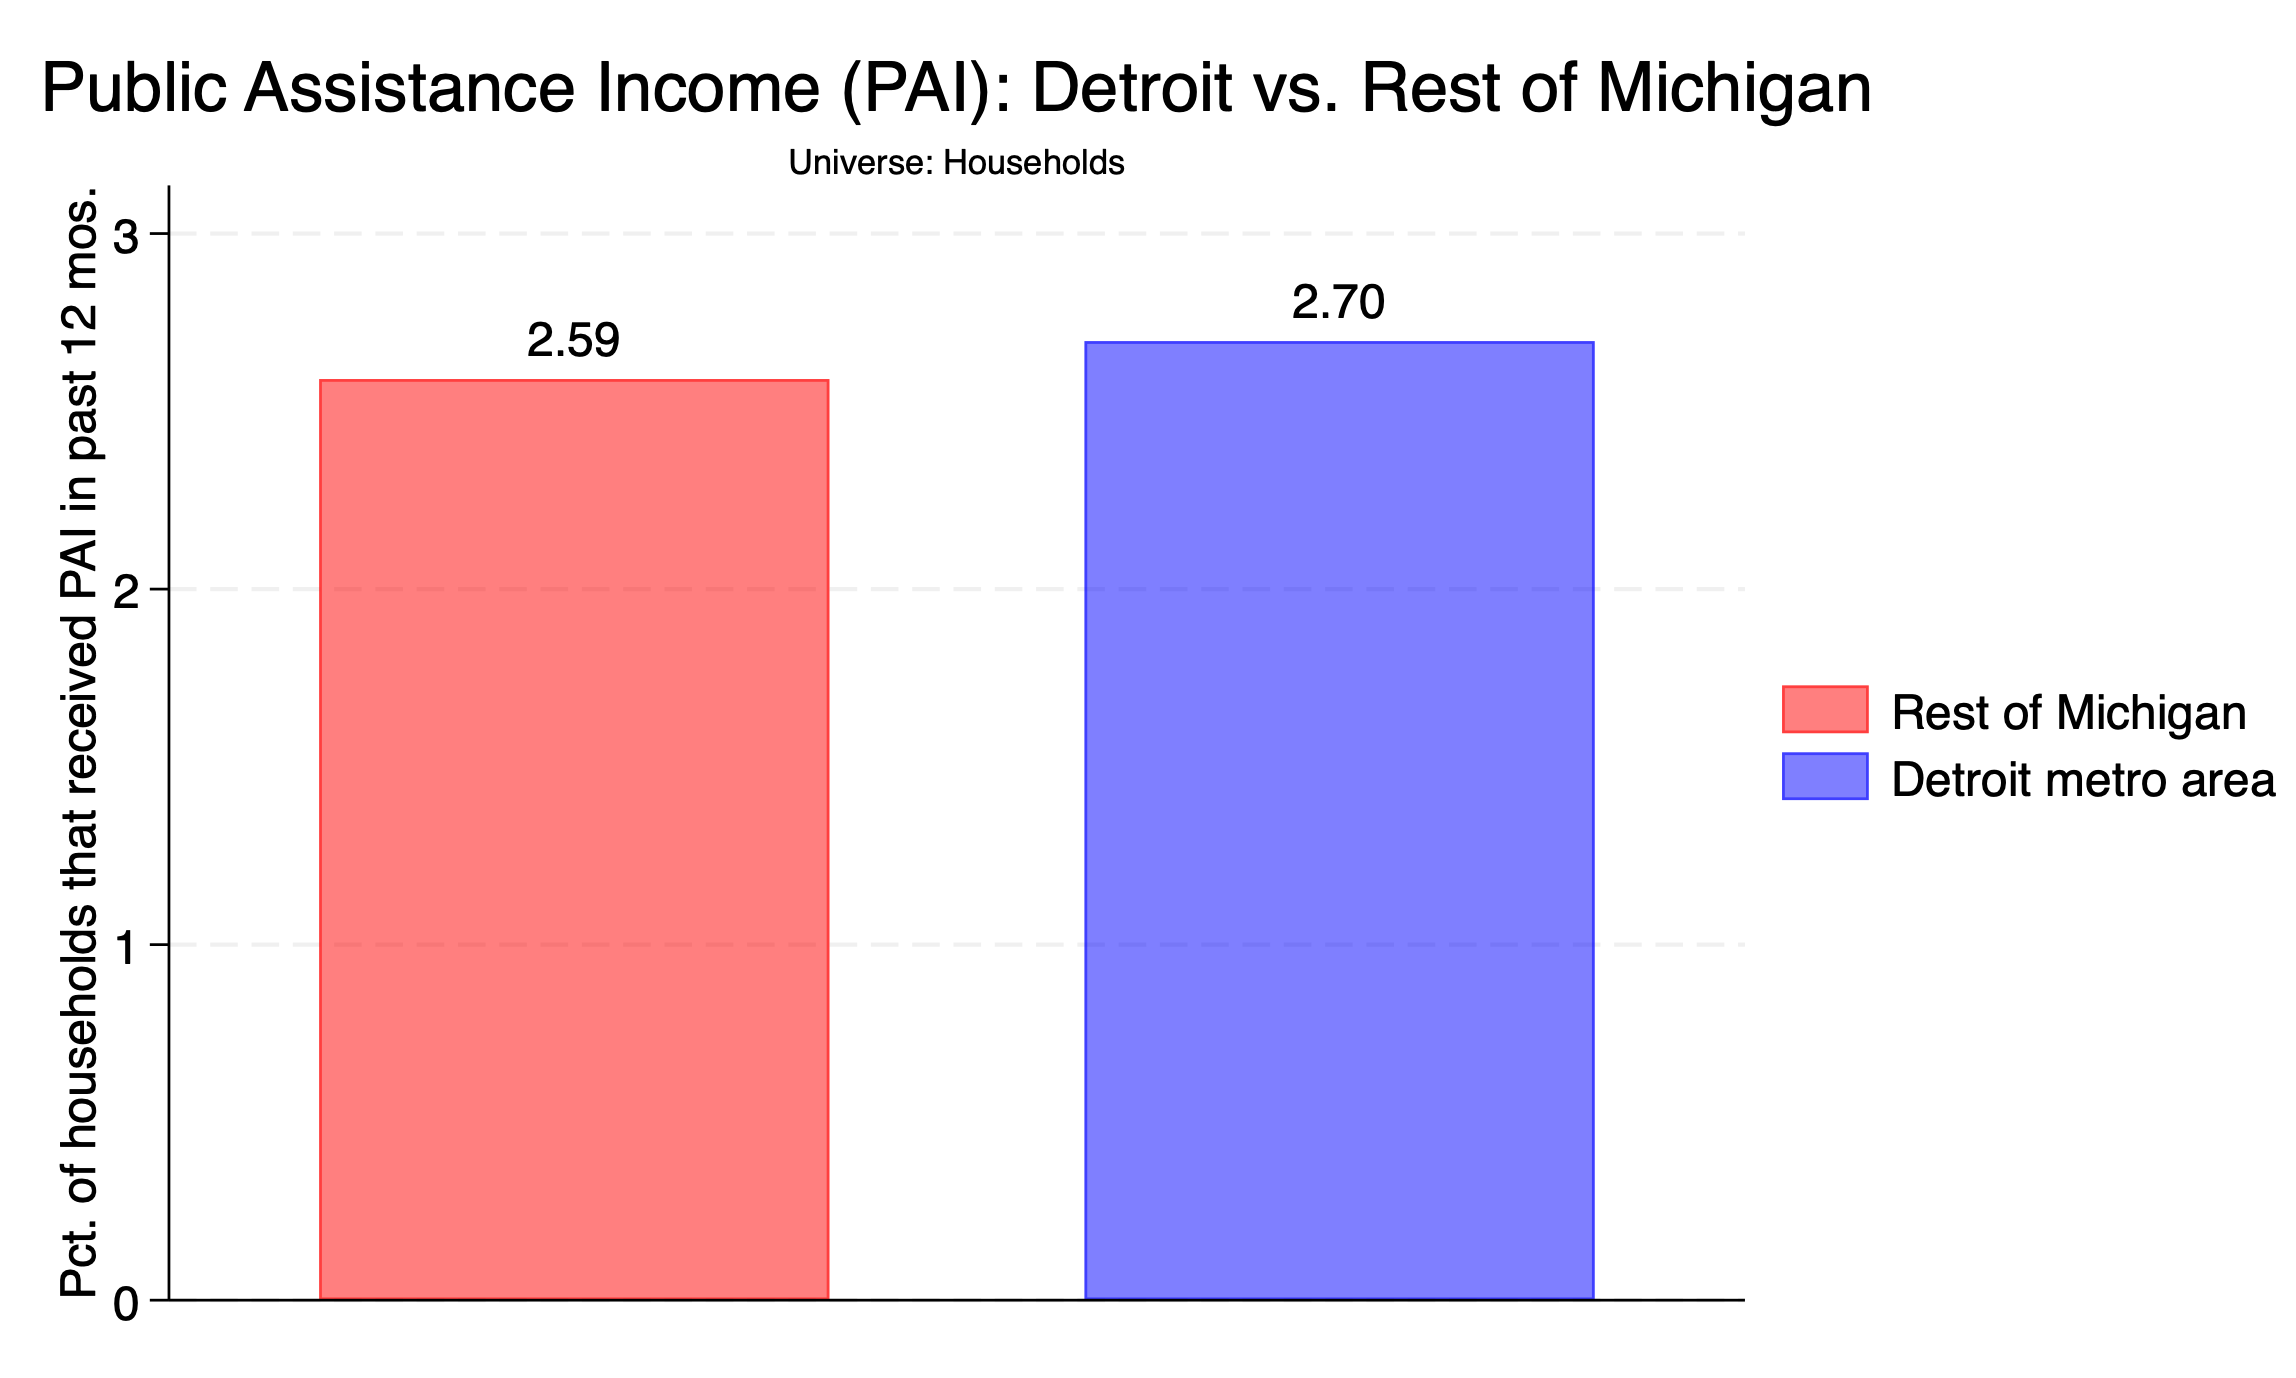 Public Assistance Income (PAI): Detroit vs. Rest of Michigan
Universe: Households
Pct. of households that received PAI in past 12 mos.
3
2
1
0
2.59
2.70
Rest of Michigan
Detroit metro area